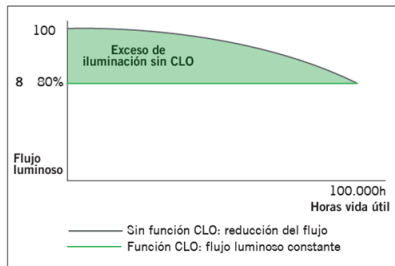 100
Exceso de
iluminación sin CLO
8 80%
Flujo
luminoso
100.000h
Horas vida útil
Sin función CLO: reducción del flujo
Función CLO: flujo luminoso constante